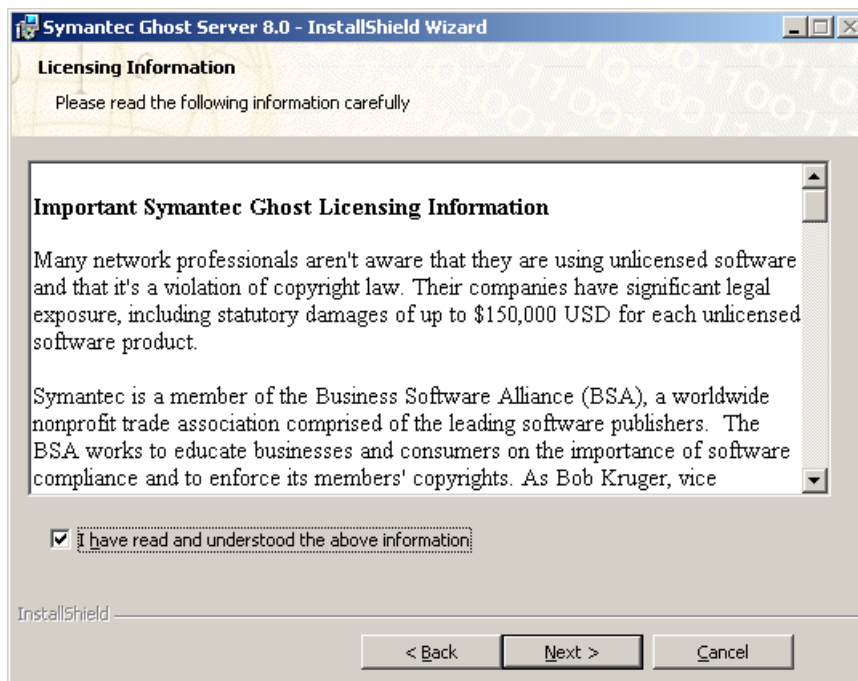 Symantec Ghost Server 8.0 - InstallShield Wizard
Licensing Information
Please read the following information carefully
Important Symantec Ghost Licensing Information
Many network professionals aren't aware that they are using unlicensed software
and that it's a violation of copyright law. Their companies have significant legal
exposure, including statutory damages of up to $150,000 USD for each unlicensed
software product.
Symantec is a member of the Business Software Alliance (BSA), a worldwide
nonprofit trade association comprised of the leading software publishers.  The
BSA works to educate businesses and consumers on the importance of software
compliance and to enforce its members' copyrights. As Bob Kruger, vice
I have read and understood the above information
InstallShield
< Back
Next >
Cancel